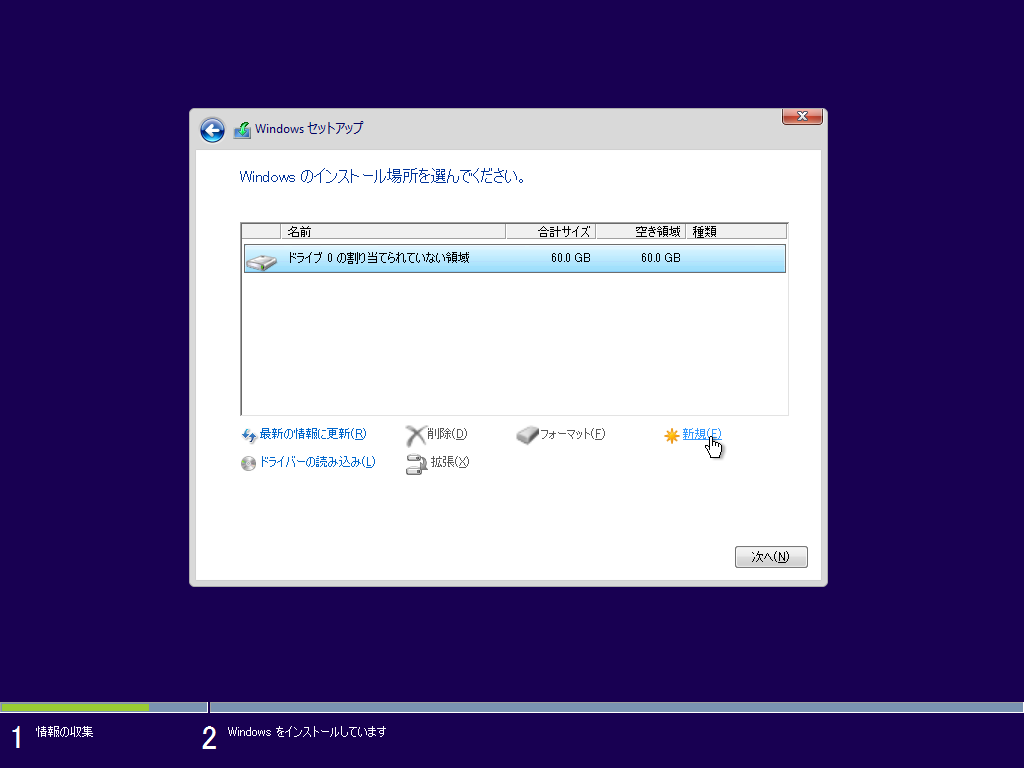 Windows セットアップ
Windows のインストール場所を選んでください。
名前 合計サイズ 空き領域 種類
ドライブ 0 の割り当てられていない領域 60.0 GB 60.0 GB
最新の情報に更新(R) 削除(D) フォーマット(F) 新規(E)
ドライバーの読み込み(L) 拡張(X)
次へ(N)
1 情報の収集 2 Windows をインストールしています